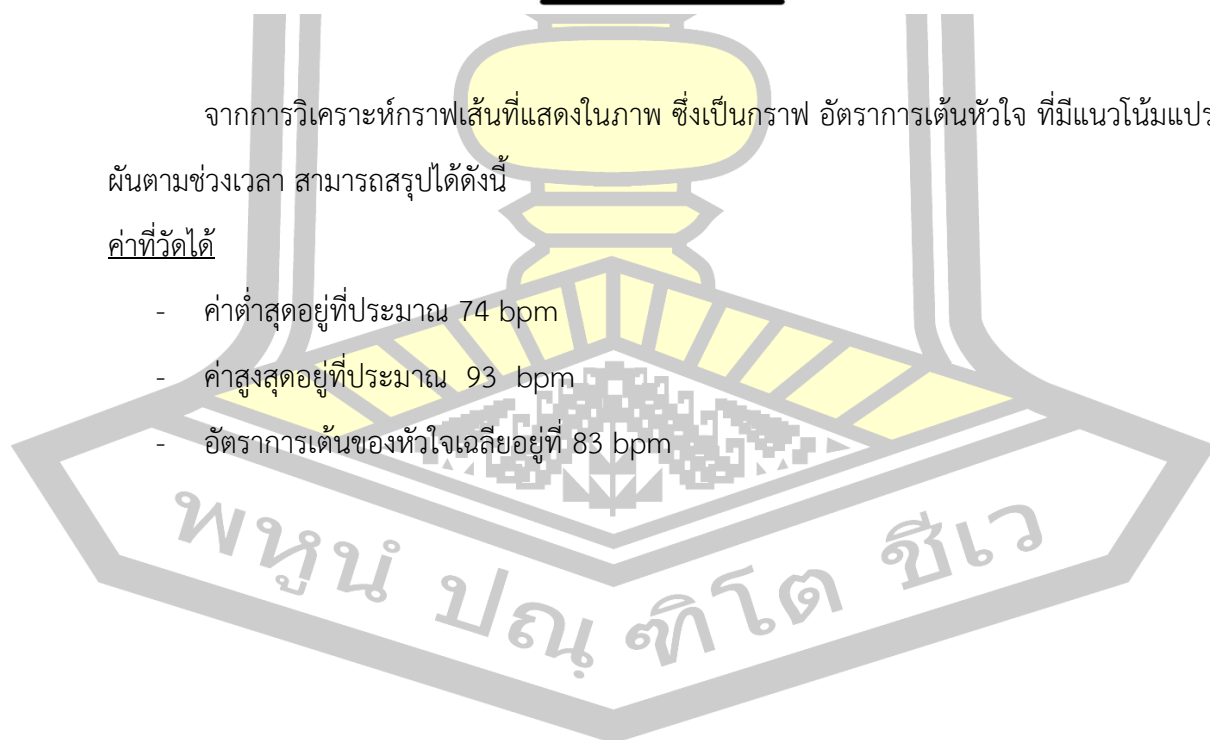 จากการวิเคราะห์กราฟเส้นที่แสดงในภาพ ซึ่งเป็นกราฟ อัตราการเต้นหัวใจ ที่มีแนวโน้มแปร
ผันตามช่วงเวลา สามารถสรุปได้ดังนี้
ค่าที่วัดได้
- ค่าต่ำสุดอยู่ที่ประมาณ 74 bpm
- ค่าสูงสุดอยู่ที่ประมาณ 93 bpm
- อัตราการเต้นของหัวใจเฉลี่ยอยู่ที่ 83 bpm
พหูนํ ปณฺฑิโต ชีเว